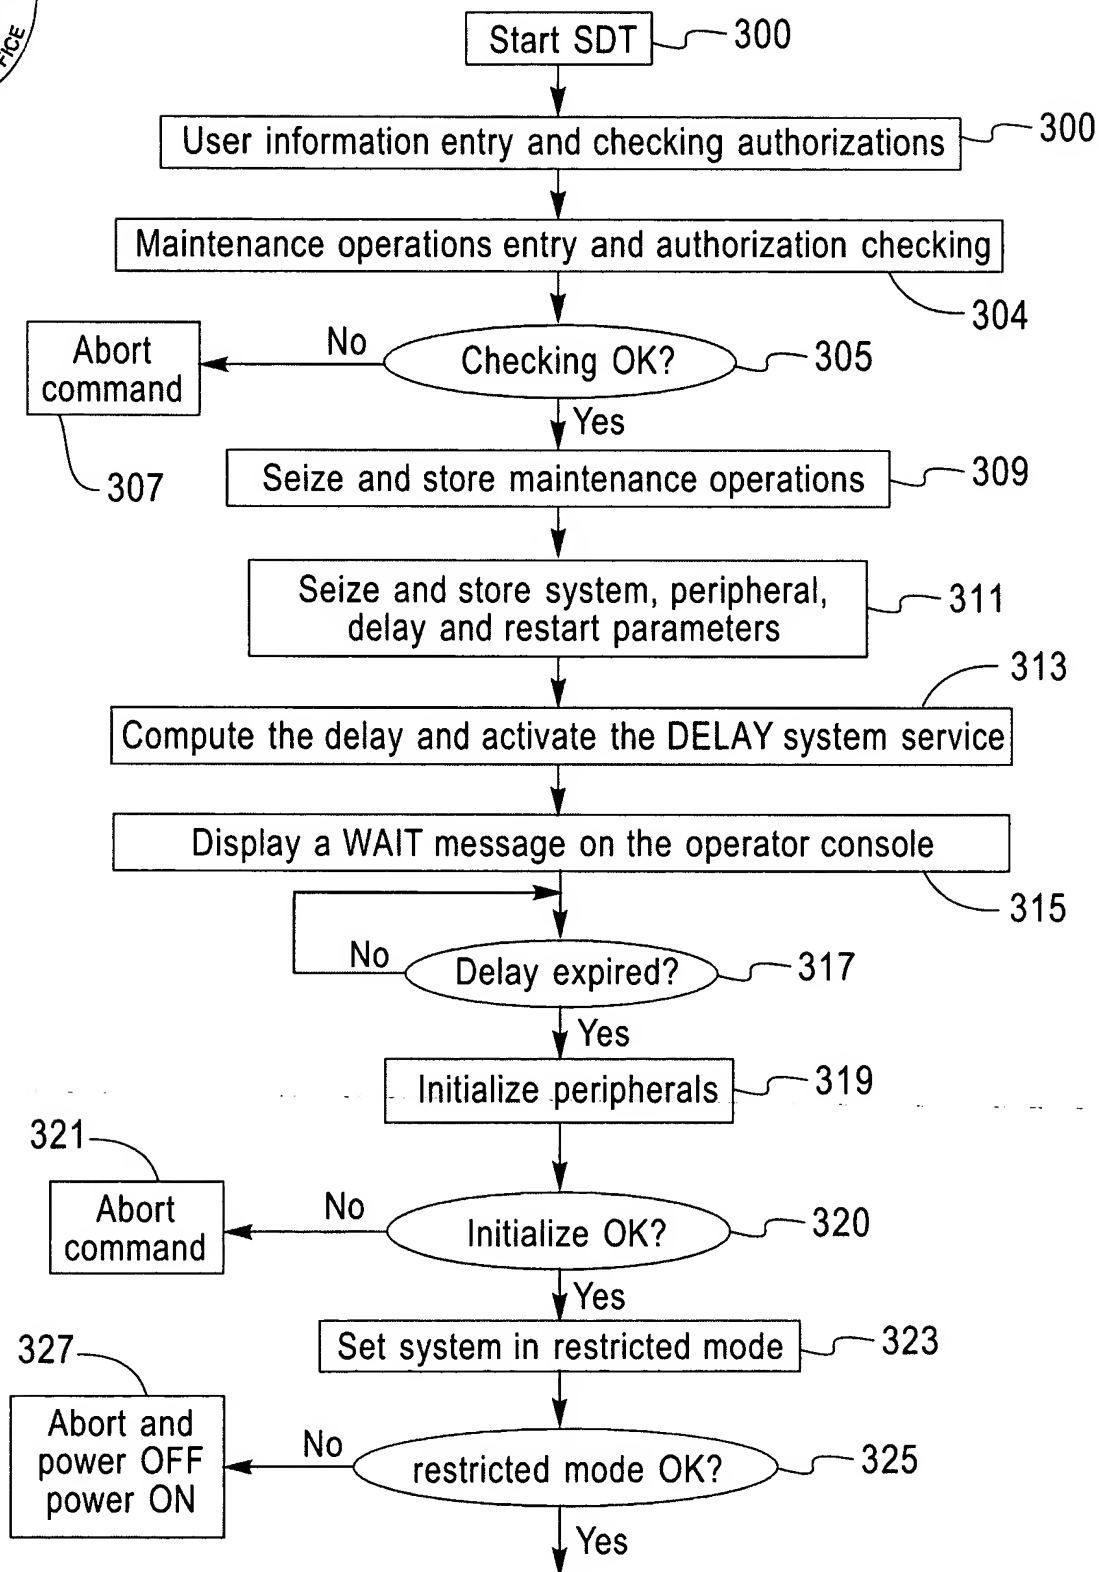 FICE
Start SDT
300
User information entry and checking authorizations
300
Maintenance operations entry and authorization checking
304
Checking OK?
305
No
Abort
command
307
Yes
Seize and store maintenance operations
309
Seize and store system, peripheral,
delay and restart parameters
311
313
Compute the delay and activate the DELAY system service
Display a WAIT message on the operator console
315
No
Delay expired?
317
Yes
Initialize peripherals
319
321
Abort
command
No
Initialize OK?
320
Yes
Set system in restricted mode
323
327
Abort and
power OFF
power ON
No
restricted mode OK?
325
Yes